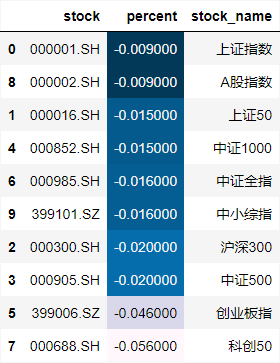 stock percent stock_name
0 000001.SH -0.009000 上证指数
8 000002.SH -0.009000 A股指数
1 000016.SH -0.015000 上证50
4 000852.SH -0.015000 中证1000
6 000985.SH -0.016000 中证全指
9 399101.SZ -0.016000 中小综指
2 000300.SH -0.020000 沪深300
3 000905.SH -0.020000 中证500
5 399006.SZ -0.046000 创业板指
7 000688.SH -0.056000 科创50